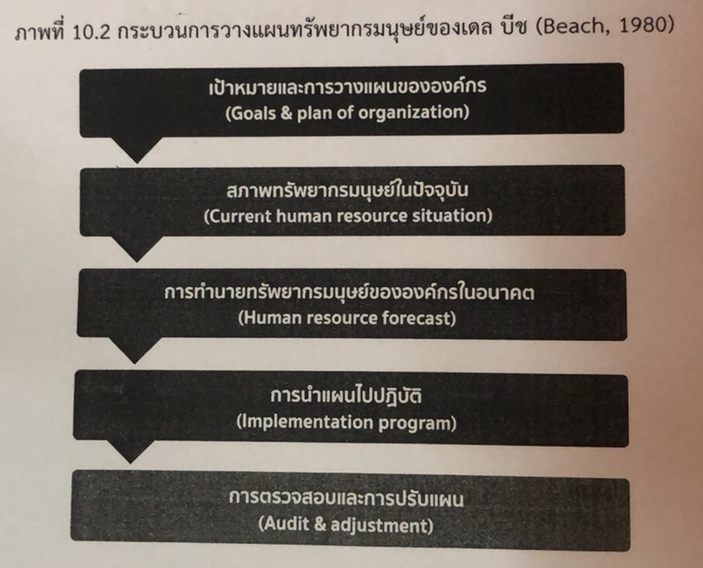 ภาพที่ 10.2 กระบวนการวางแผนทรัพยากรมนุษย์ของเดล บีช (Beach, 1980)
เป้าหมายและการวางแผนขององค์กร
(Goals & plan of organization)
สภาพทรัพยากรมนุษย์ในปัจจุบัน
(Current human resource situation)
การทำนายทรัพยากรมนุษย์ขององค์กรในอนาคต
(Human resource forecast)
การนำแผนไปปฏิบัติ
(Implementation program)
การตรวจสอบและการปรับแผน
(Audit & adjustment)